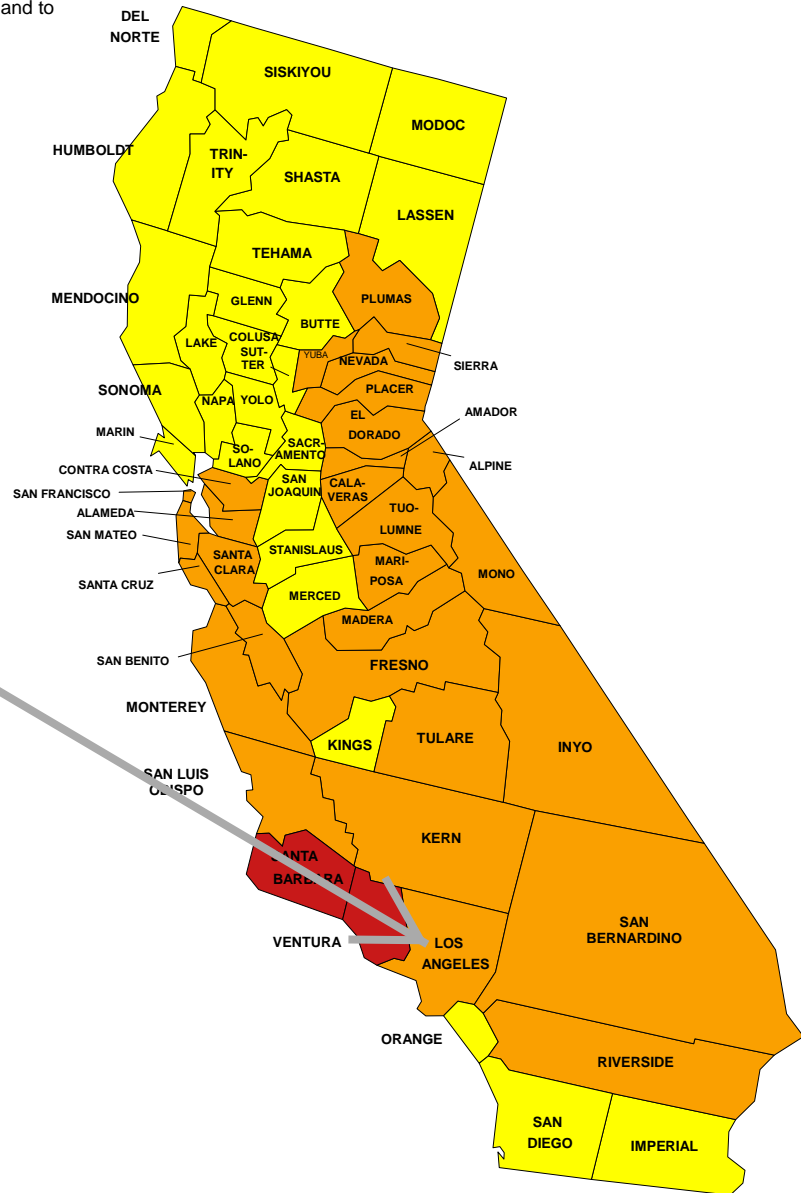 and to
DEL
NORTE
SISKIYOU
MODOC
HUMBOLDT
TRIN-
ITY
SHASTA
LASSEN
TEHAMA
PLUMAS
MENDOCINO
GLENN
BUTTE
LAKE
COLUSA
SUT-
TER
YUBA
NEVADA
SIERRA
SONOMA
NAPA
YOLO
PLACER
MARIN
EL
DORADO
AMADOR
SO-
LANO
SACR-
AMENTO
ALPINE
CONTRA COSTA
SAN
JOAQUIN
CALA-
VERAS
SAN FRANCISCO
ALAMEDA
TUO-
LUMNE
SAN MATEO
SANTA
CLARA
STANISLAUS
MARI-
POSA
MONO
SANTA CRUZ
MERCED
MADERA
SAN BENITO
FRESNO
MONTEREY
KINGS
TULARE
INYO
SAN LUIS
OBISPO
KERN
SANTA
BARBARA
SAN
BERNARDINO
VENTURA
LOS
ANGELES
ORANGE
RIVERSIDE
SAN
DIEGO
IMPERIAL